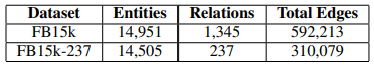 Dataset Entities Relations Total Edges
FB15k 14,951 1,345 592,213
FB15k-237 14,505 237 310,079